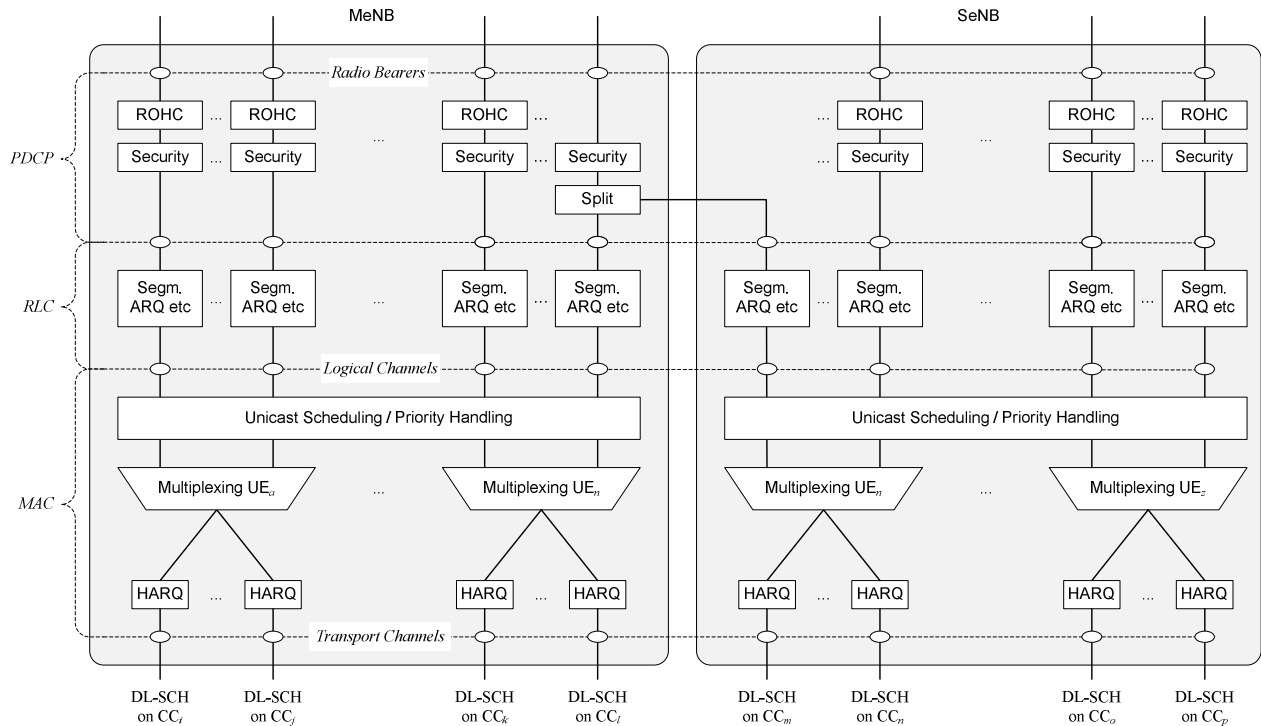 MeNB SeNB
Radio Bearers
ROHC ... ROHC ROHC ... ... ROHC ROHC ... ROHC
... ...
PDCP
Security ... Security Security ... Security ... Security Security ... Security
Split
Segm. Segm. Segm. Segm. Segm. Segm. Segm. Segm.
RLC ... ... ... ... ... ...
ARQ etc ARQ etc ARQ etc ARQ etc ARQ etc ARQ etc ARQ etc ARQ etc
Logical Channels
Unicast Scheduling / Priority Handling Unicast Scheduling / Priority Handling
Multiplexing UEa ... Multiplexing UEn Multiplexing UEn ... Multiplexing UEz
MAC
HARQ ... HARQ HARQ ... HARQ HARQ ... HARQ HARQ ... HARQ
Transport Channels
DL-SCH DL-SCH DL-SCH DL-SCH DL-SCH DL-SCH DL-SCH DL-SCH
on CCi on CCj on CCk on CCl on CCm on CCn on CCo on CCp